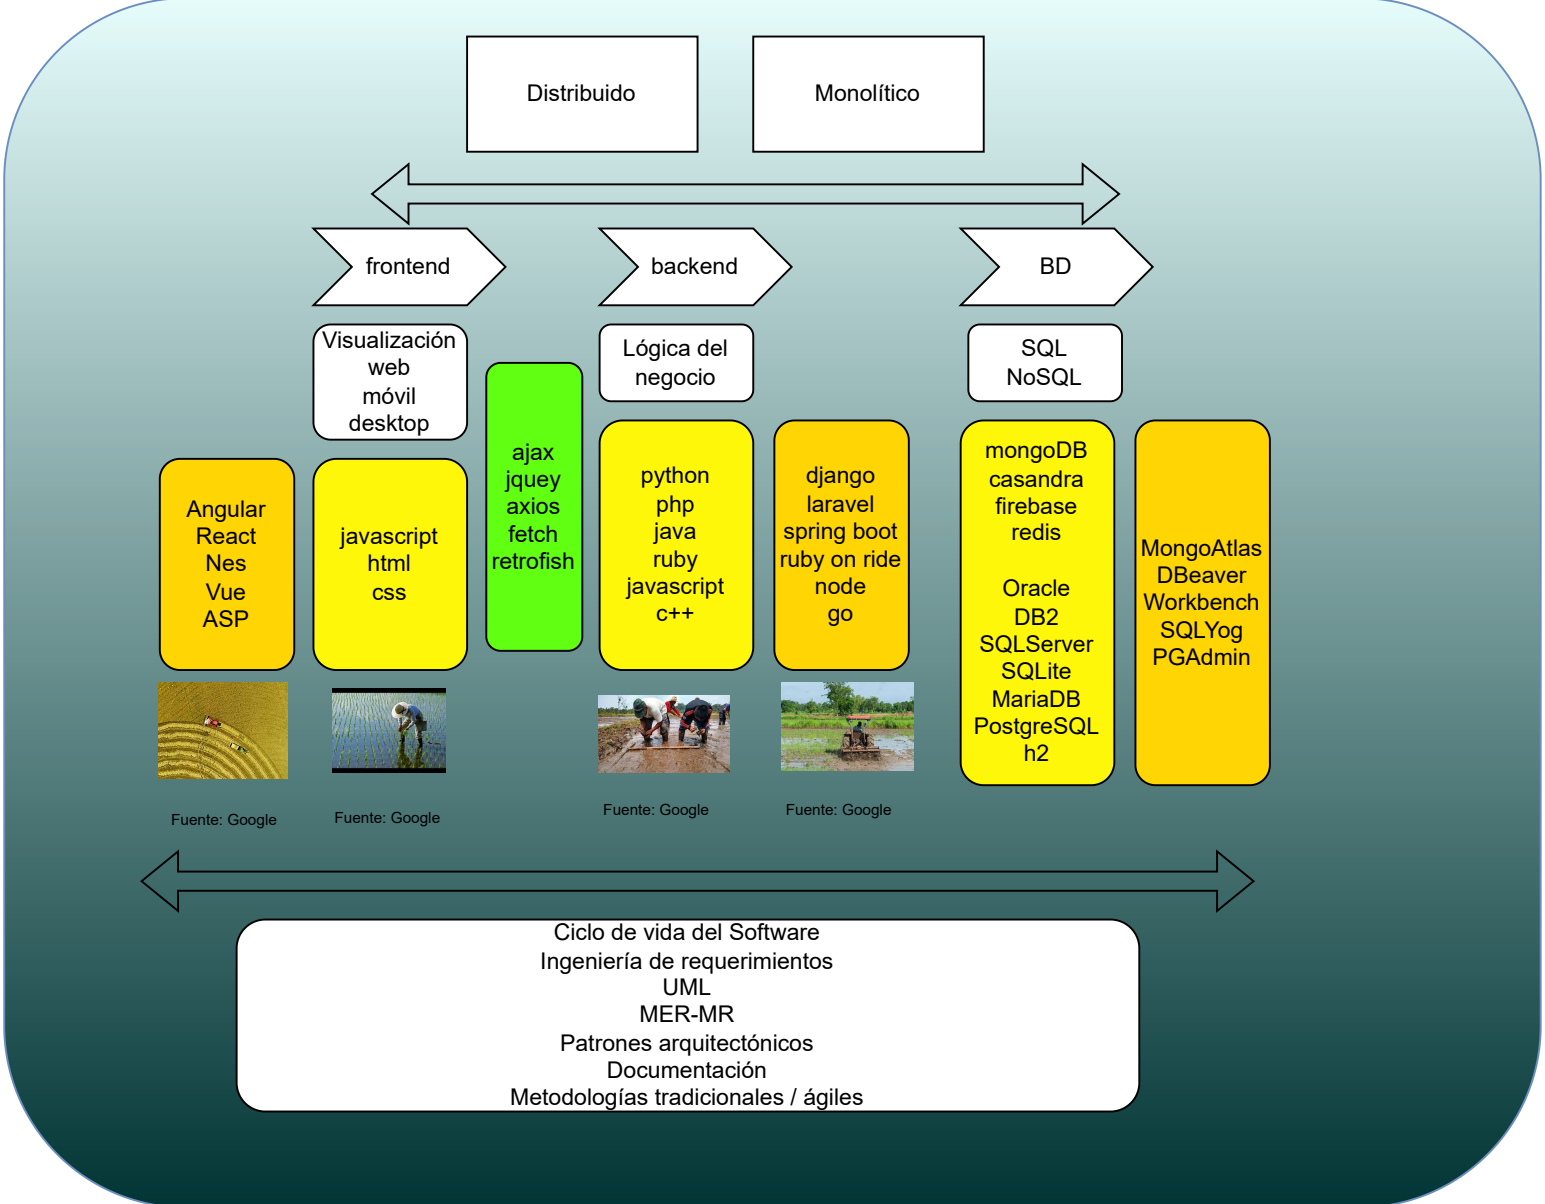 Distribuido
Monolítico
frontend
backend
BD
Visualización
web
móvil
desktop
Lógica del
negocio
SQL
NoSQL
Angular
React
Nes
Vue
ASP
javascript
html
css
ajax
jquey
axios
fetch
retrofish
python
php
java
ruby
javascript
c++
django
laravel
spring boot
ruby on ride
node
go
mongoDB
casandra
firebase
redis
Oracle
DB2
SQLServer
SQLite
MariaDB
PostgreSQL
h2
MongoAtlas
DBeaver
Workbench
SQLYog
PGAdmin
Fuente: Google
Fuente: Google
Fuente: Google
Fuente: Google
Ciclo de vida del Software
Ingeniería de requerimientos
UML
MER-MR
Patrones arquitectónicos
Documentación
Metodologías tradicionales / ágiles